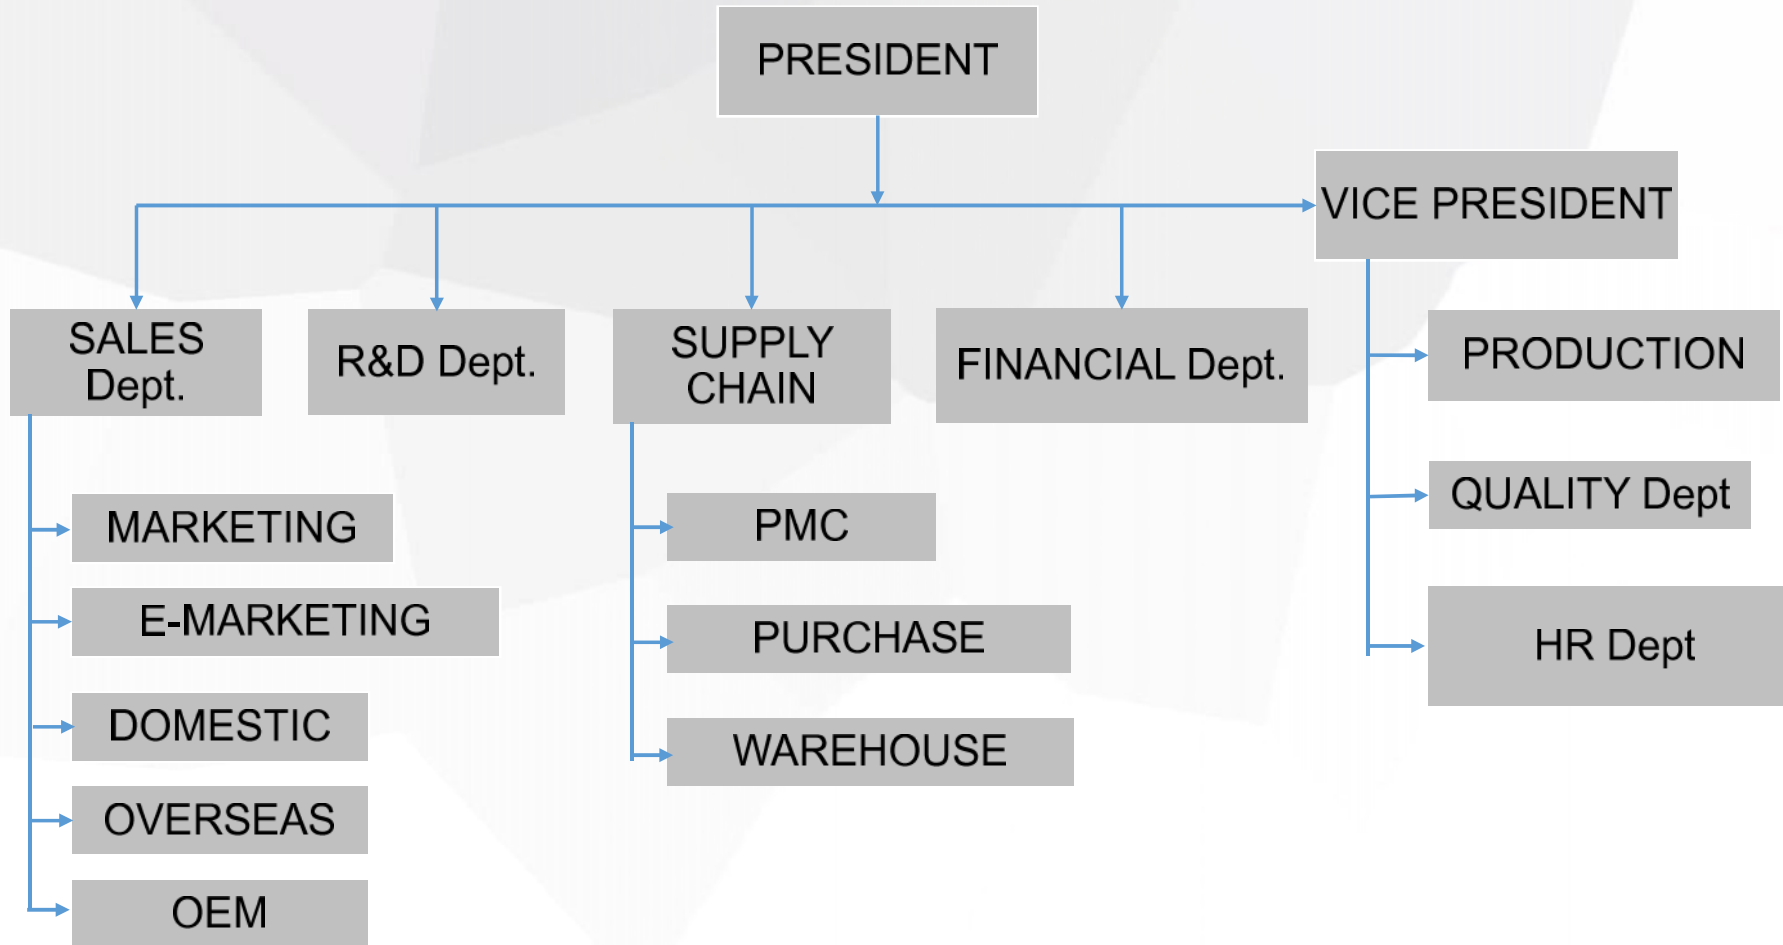 PRESIDENT
VICE PRESIDENT
SALES
Dept.
R&D Dept.
SUPPLY
CHAIN
FINANCIAL Dept.
PRODUCTION
QUALITY Dept
HR Dept
MARKETING
E-MARKETING
DOMESTIC
OVERSEAS
OEM
PMC
PURCHASE
WAREHOUSE